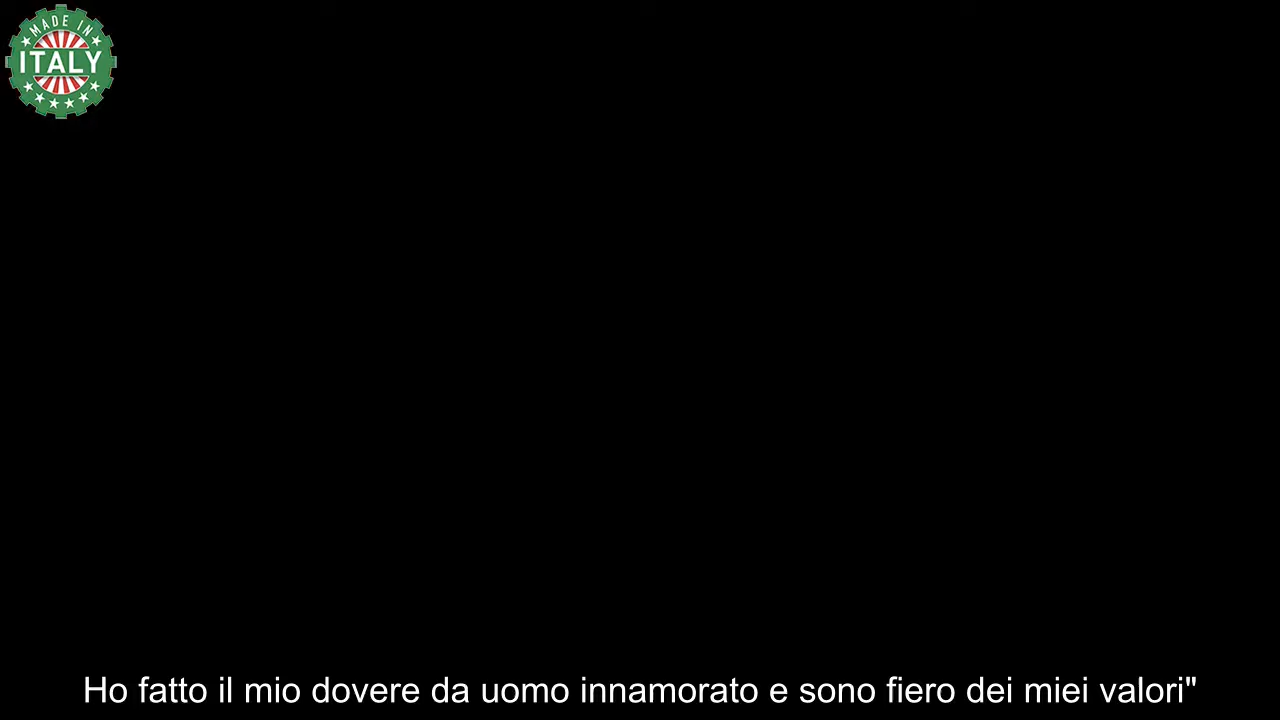 MADE IN
ITALY
Ho fatto il mio dovere da uomo innamorato e sono fiero dei miei valori"